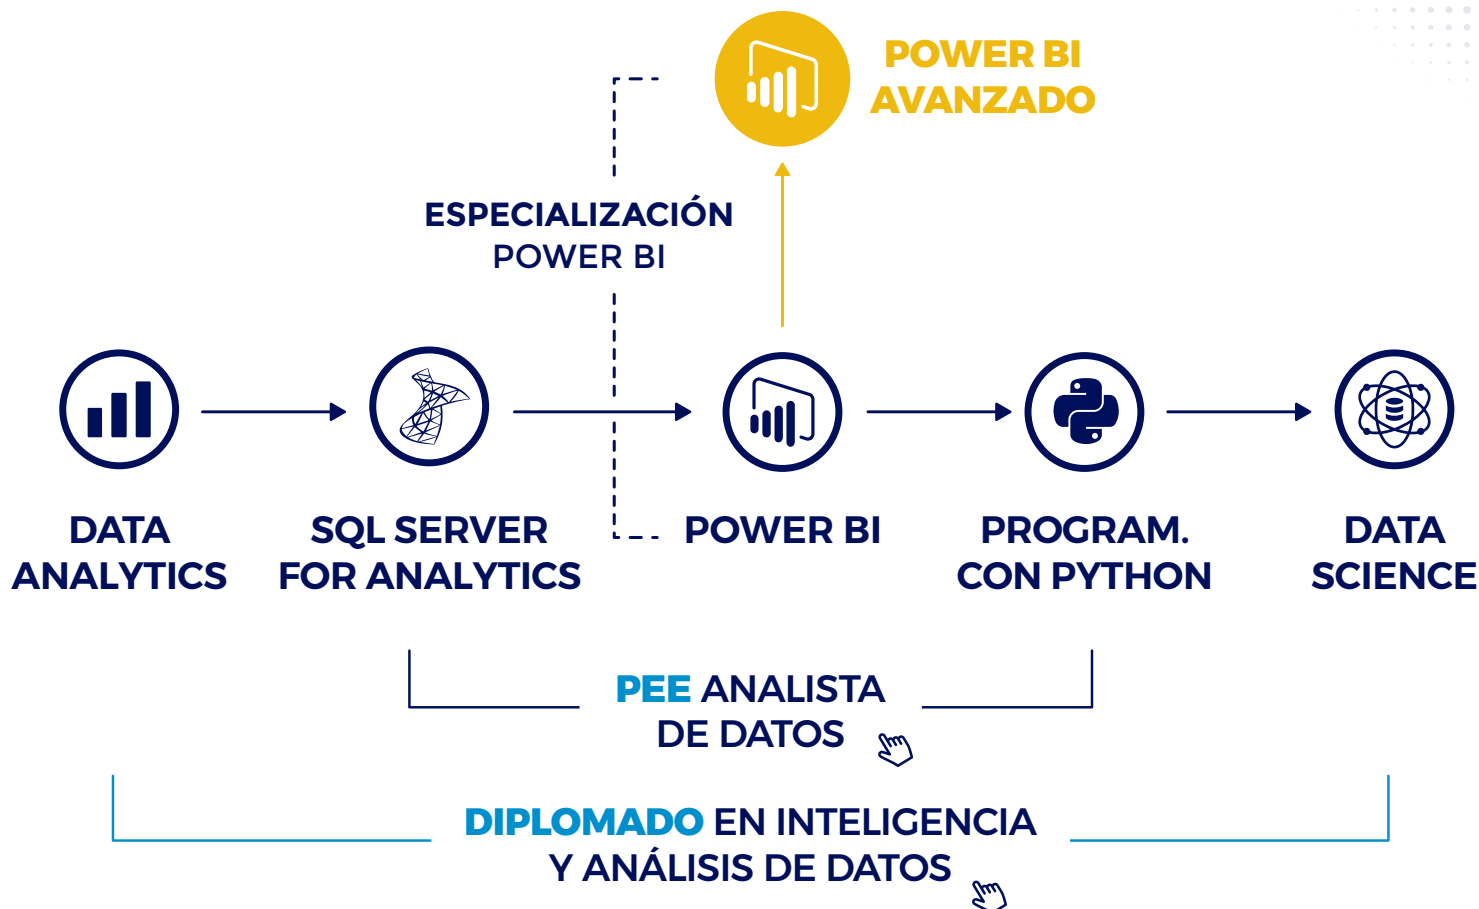 POWER BI
AVANZADO
ESPECIALIZACIÓN
POWER BI
DATA
ANALYTICS
SQL SERVER
FOR ANALYTICS
POWER BI
PROGRAM.
CON PYTHON
DATA
SCIENCE
PEE ANALISTA
DE DATOS
DIPLOMADO EN INTELIGENCIA
Y ANÁLISIS DE DATOS